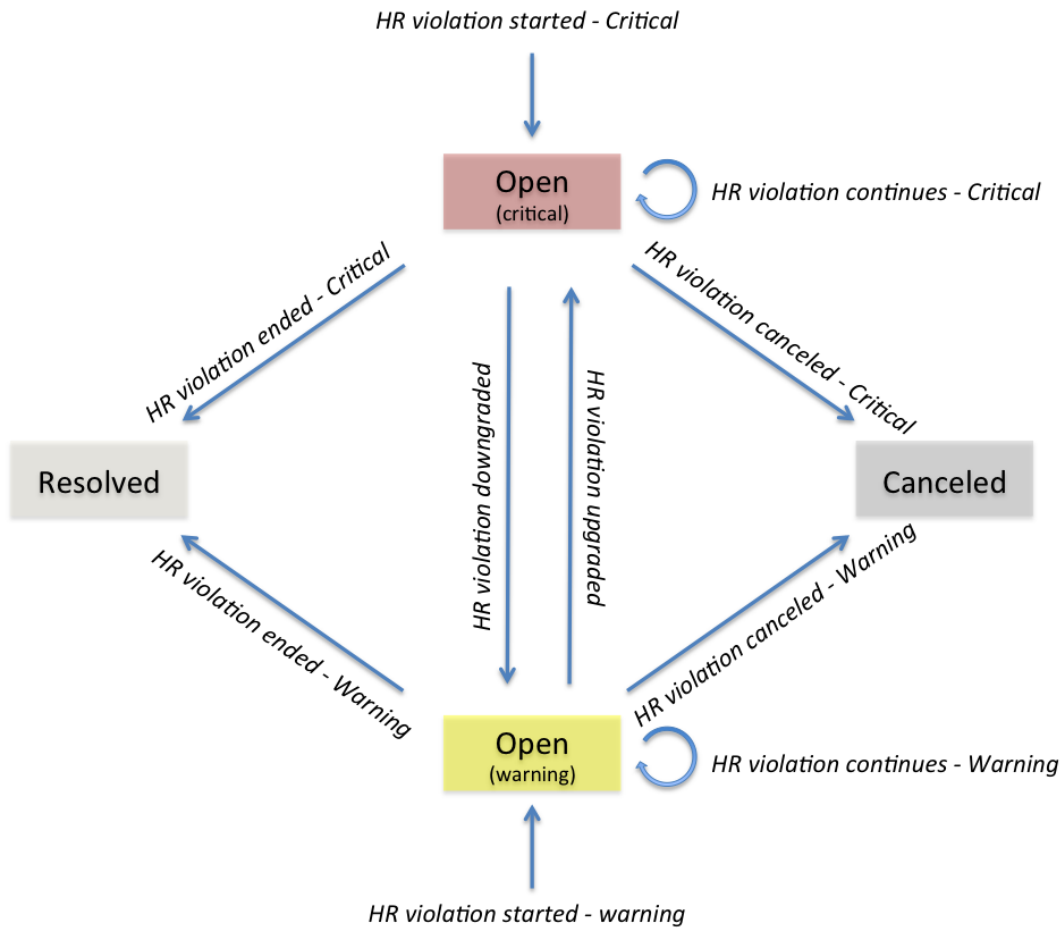 HR violation started - Critical
Open
(critical)
HR violation continues - Critical
HR violation ended - Critical
HR violation canceled - Critical
HR violation downgraded
HR violation upgraded
Resolved
Canceled
HR violation ended - Warning
HR violation canceled - Warning
Open
(warning)
HR violation continues - Warning
HR violation started - warning